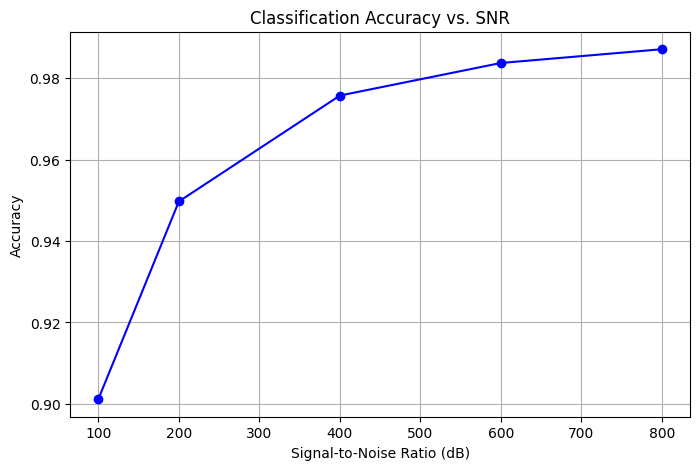 Classification Accuracy vs. SNR
0.98
0.96
0.94
0.92
0.90
Accuracy
100 200 300 400 500 600 700 800
Signal-to-Noise Ratio (dB)